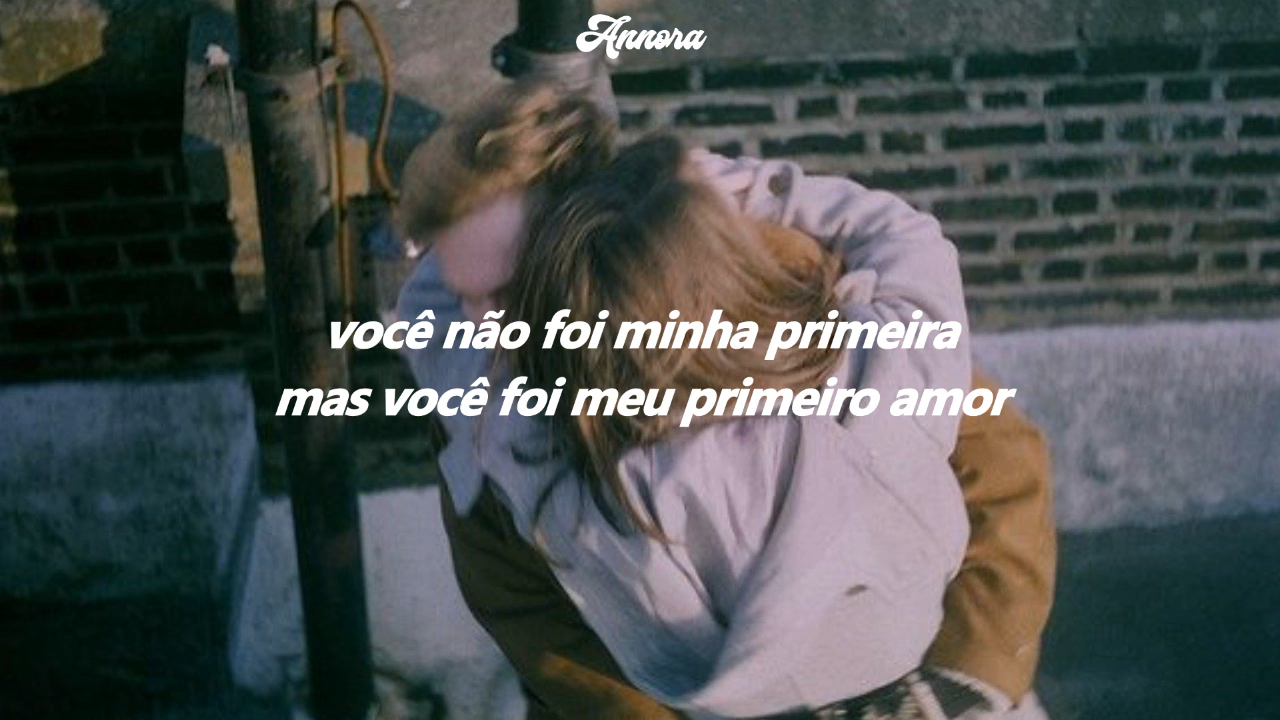 Annora
você não foi minha primeira
mas você foi meu primeiro amor